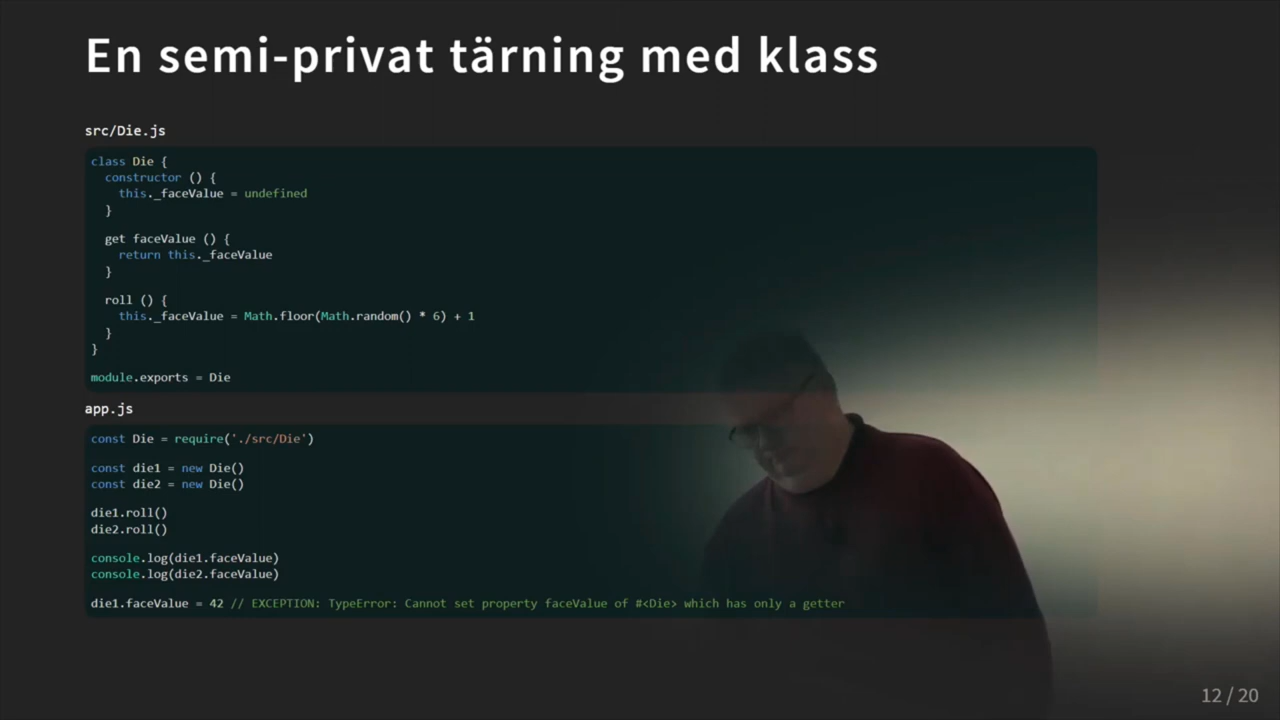 En semi-privat tärning med klass
src/Die.js
class Die {
  constructor () {
    this._faceValue = undefined
  }
  get faceValue () {
    return this._faceValue
  }
  roll () {
    this._faceValue = Math.floor(Math.random() * 6) + 1
  }
}
module.exports = Die
app.js
const Die = require('./src/Die')
const die1 = new Die()
const die2 = new Die()
die1.roll()
die2.roll()
console.log(die1.faceValue)
console.log(die2.faceValue)
die1.faceValue = 42 // EXCEPTION: TypeError: Cannot set property faceValue of #<Die> which has only a getter
12 / 20